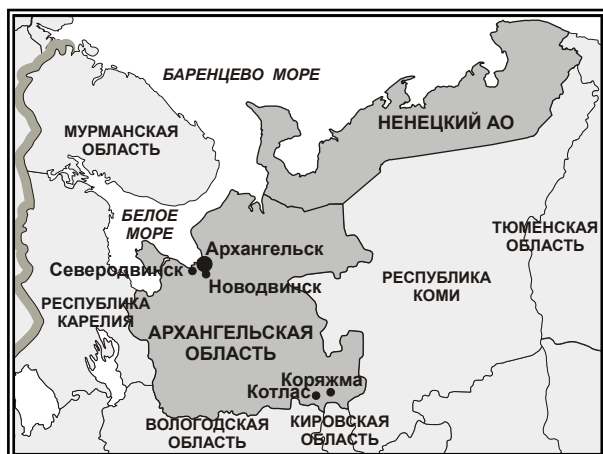 БАРЕНЦЕВО МОРЕ
НЕНЕЦКИЙ АО
МУРМАНСКАЯ
ОБЛАСТЬ
БЕЛОЕ
МОРЕ
ТЮМЕНСКАЯ
ОБЛАСТЬ
Архангельск
Северодвинск
Новодвинск
РЕСПУБЛИКА
КОМИ
РЕСПУБЛИКА
КАРЕЛИЯ
АРХАНГЕЛЬСКАЯ
ОБЛАСТЬ
Коряжма
Котлас
ВОЛОГОДСКАЯ
ОБЛАСТЬ
КИРОВСКАЯ
ОБЛАСТЬ